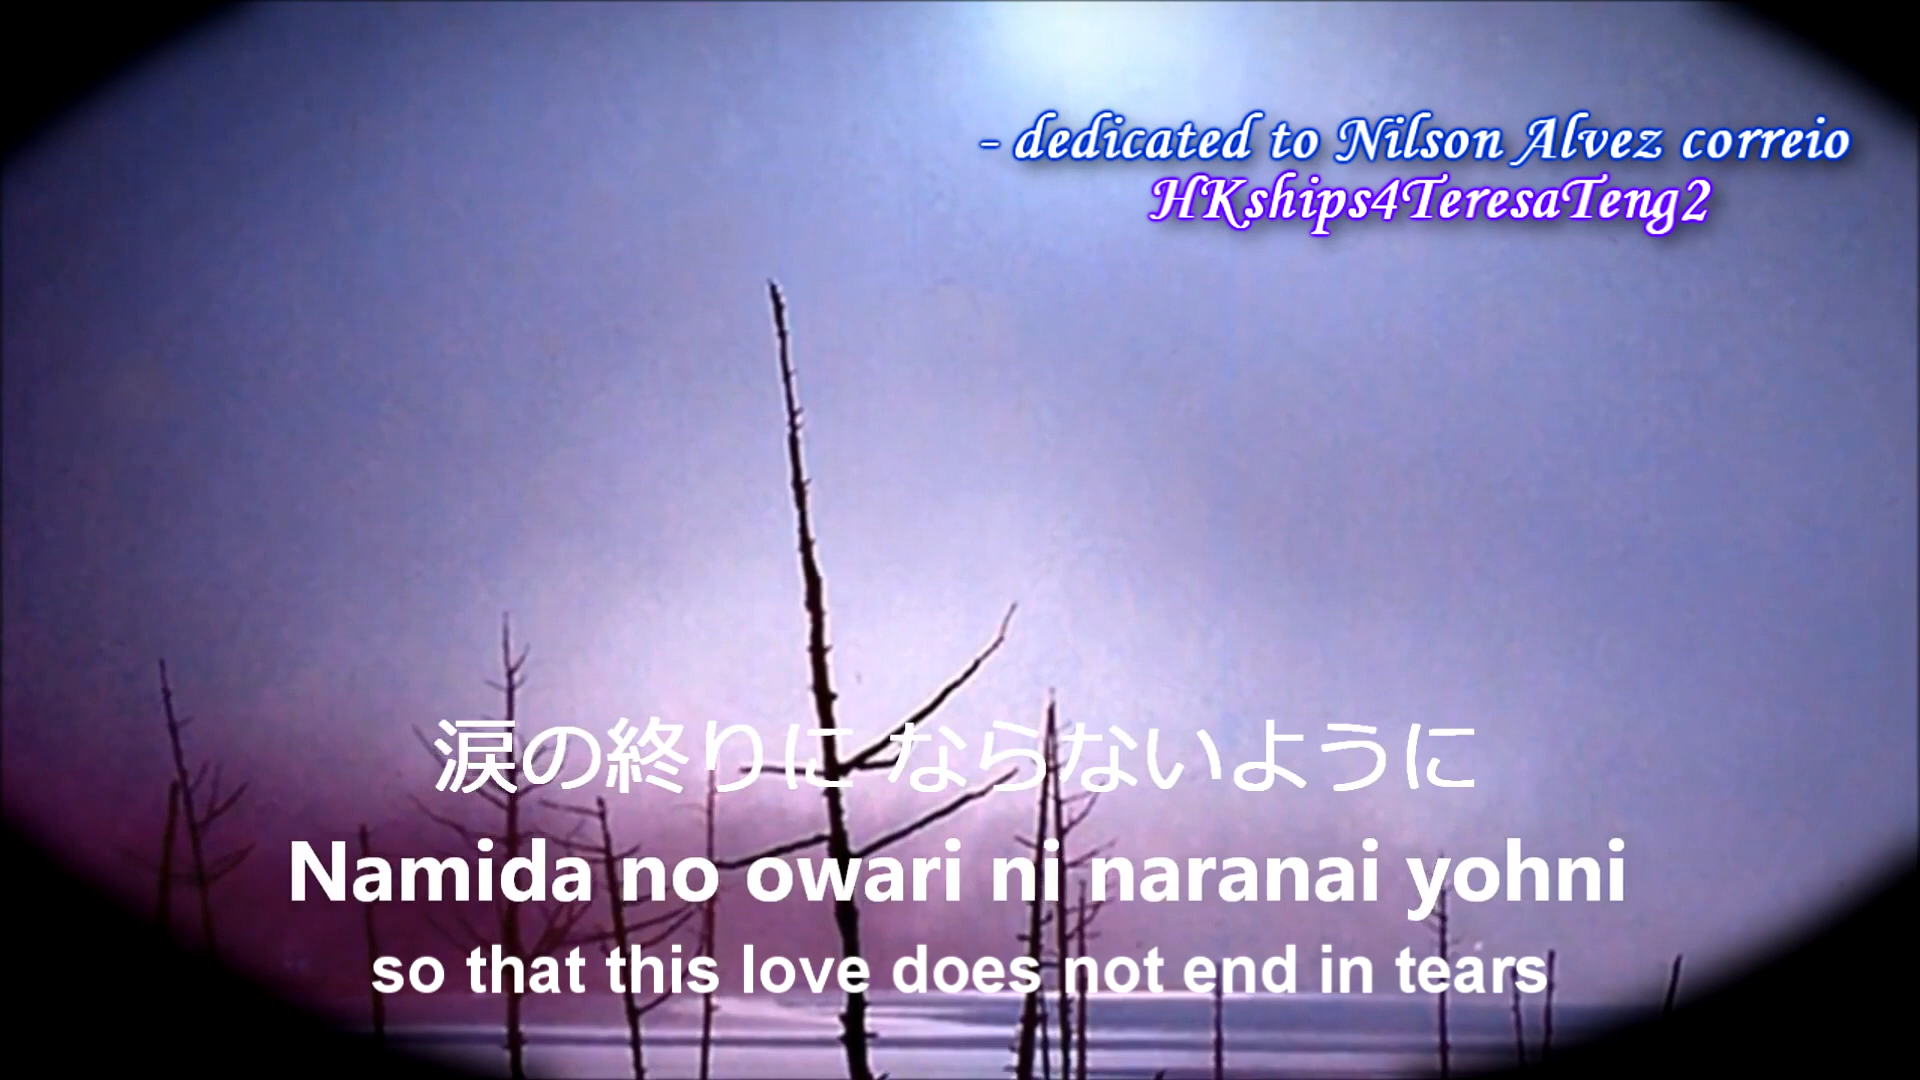 - dedicated to Nilson Alvez correio
HKships4TeresaTeng2
涙の終りに ならないように
Namida no owari ni naranai yohni
so that this love does not end in tears